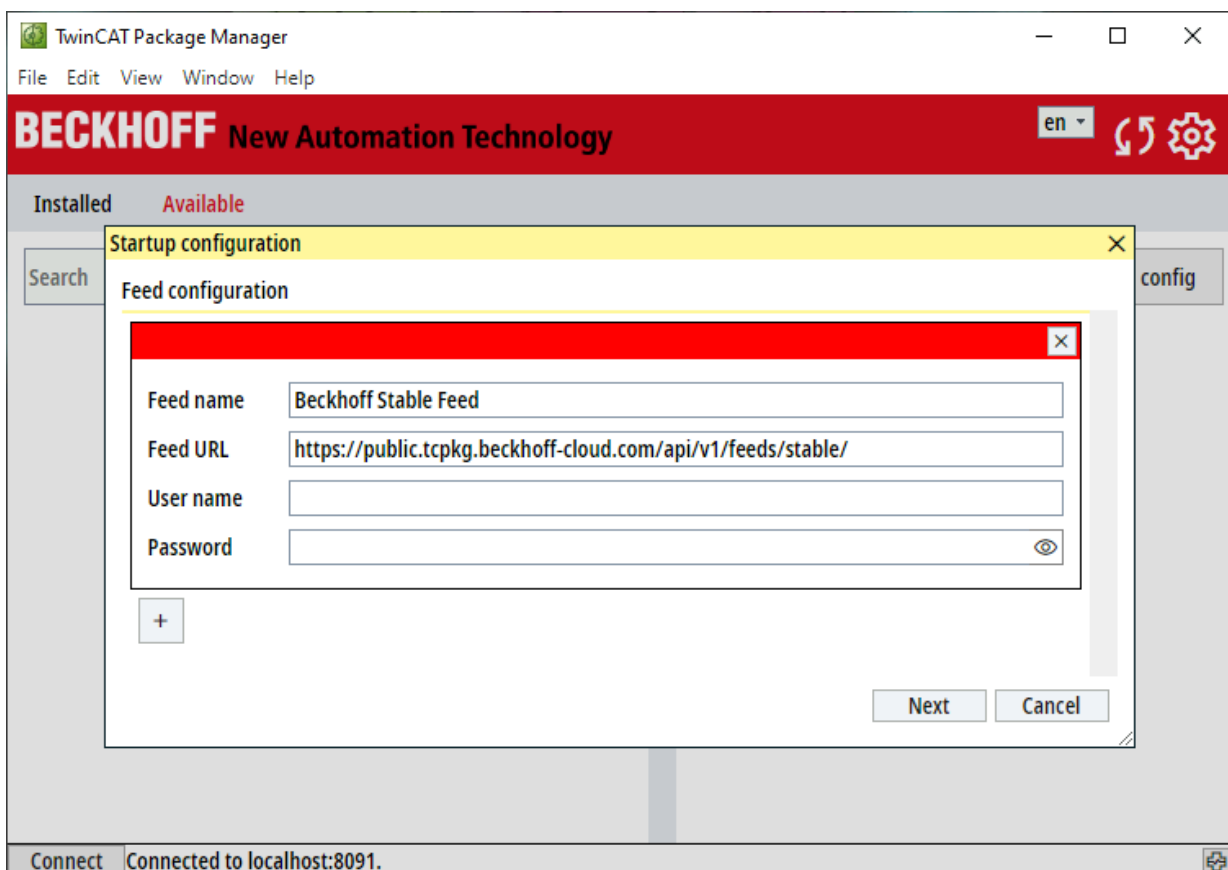 TwinCAT Package Manager
File Edit View Window Help
BECKHOFF New Automation Technology
en
Installed Available
Startup configuration
Search
config
Feed configuration
Feed name Beckhoff Stable Feed
Feed URL https://public.tcpkg.beckhoff-cloud.com/api/v1/feeds/stable/
User name
Password
+
Next Cancel
Connect Connected to localhost:8091.